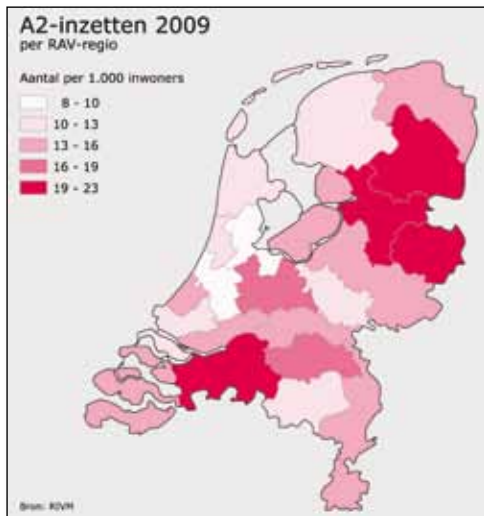 A2-inzetten 2009
per RAV-regio
Aantal per 1.000 inwoners
8 - 10
10 - 13
13 - 16
16 - 19
19 - 23
Bron: RIVM